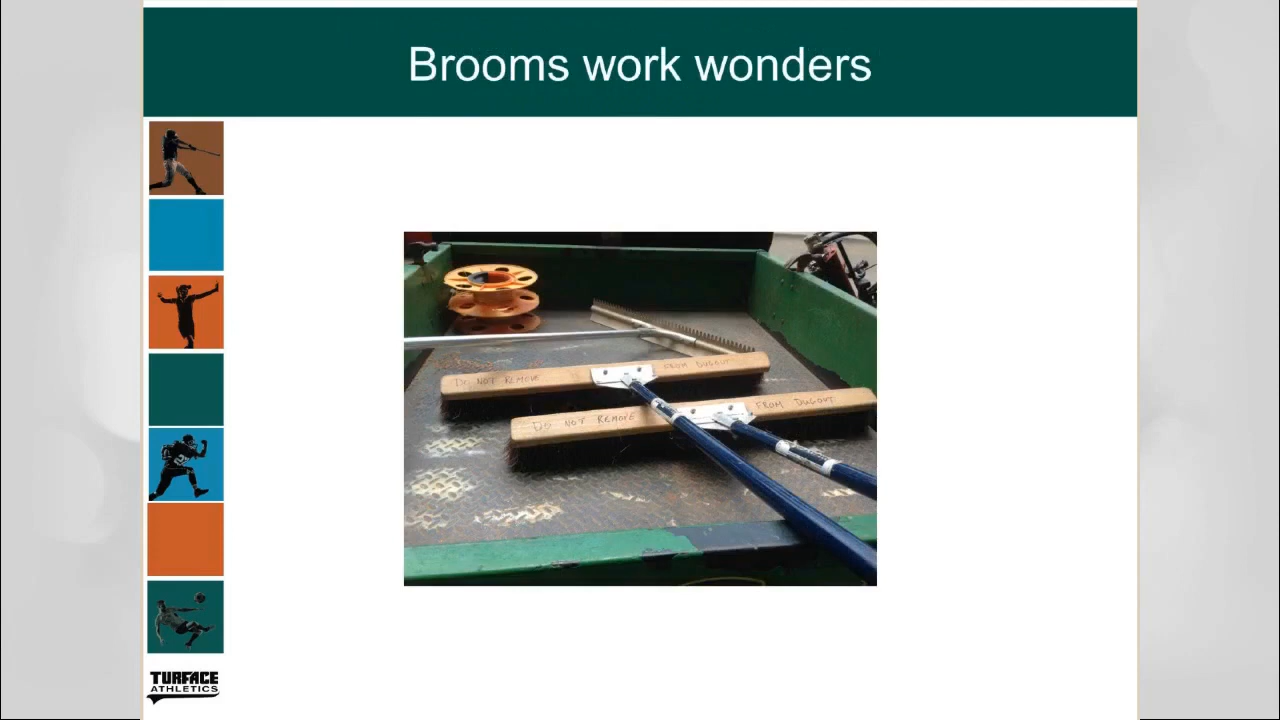 Brooms work wonders
DO NOT REMOVE FROM DUGOUT
DO NOT REMOVE FROM DUGOUT
TURFACE
ATHLETICS